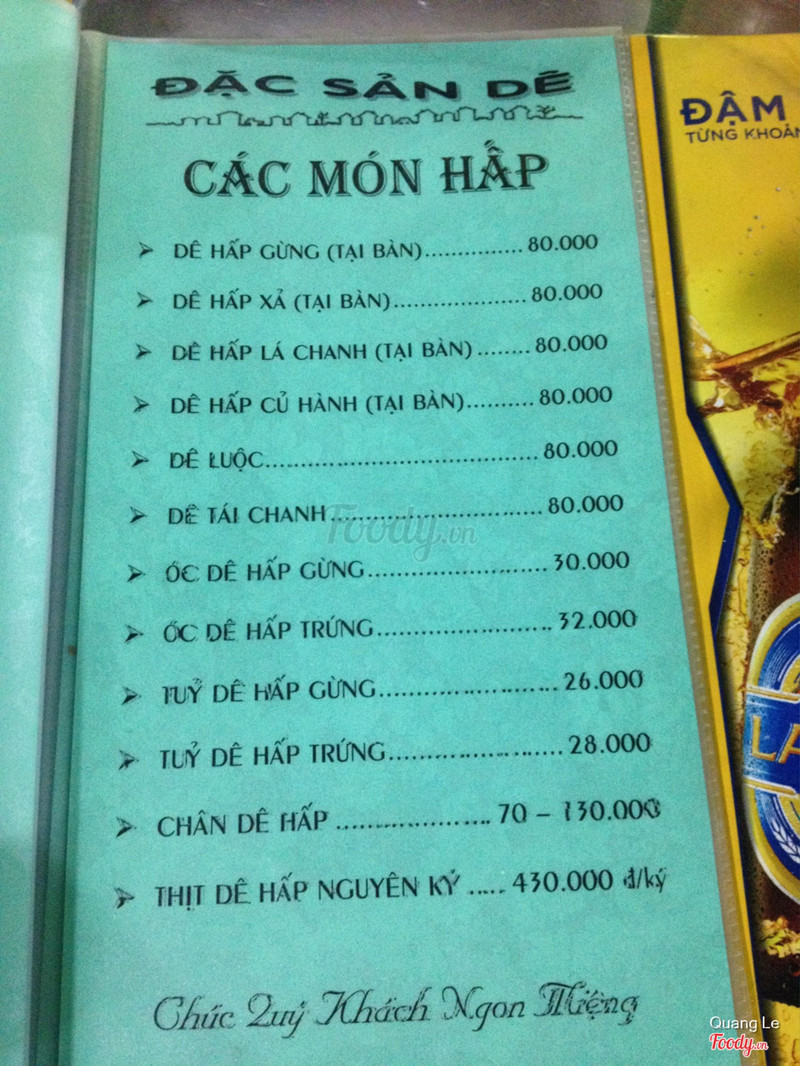 ĐẶC SẢN DÊ
CÁC MÓN HẤP
➢ DÊ HẤP GỪNG (TẠI BÀN)............... 80.000
➢ DÊ HẤP XẢ (TẠI BÀN).................... 80.000
➢ DÊ HẤP LÁ CHANH (TẠI BÀN) ........ 80.000
➢ DÊ HẤP CỦ HÀNH (TẠI BÀN).......... 80.000
➢ DÊ LUỘC......................................... 80.000
➢ DÊ TÁI CHANH................................ 80.000
➢ ÓC DÊ HẤP GỪNG.......................... 30.000
➢ ÓC DÊ HẤP TRỨNG......................... 32.000
➢ TUỶ DÊ HẤP GỪNG......................... 26.000
➢ TUỶ DÊ HẤP TRỨNG........................ 28.000
➢ CHÂN DÊ HẤP ..................... 70 – 130.000
➢ THỊT DÊ HẤP NGUYÊN KÝ ..... 430.000 đ/ký
Chúc Quý Khách Ngon Miệng
ĐẬM
TỪNG KHOẢN
LA
Foody.vn
Quang Le
Foody.vn